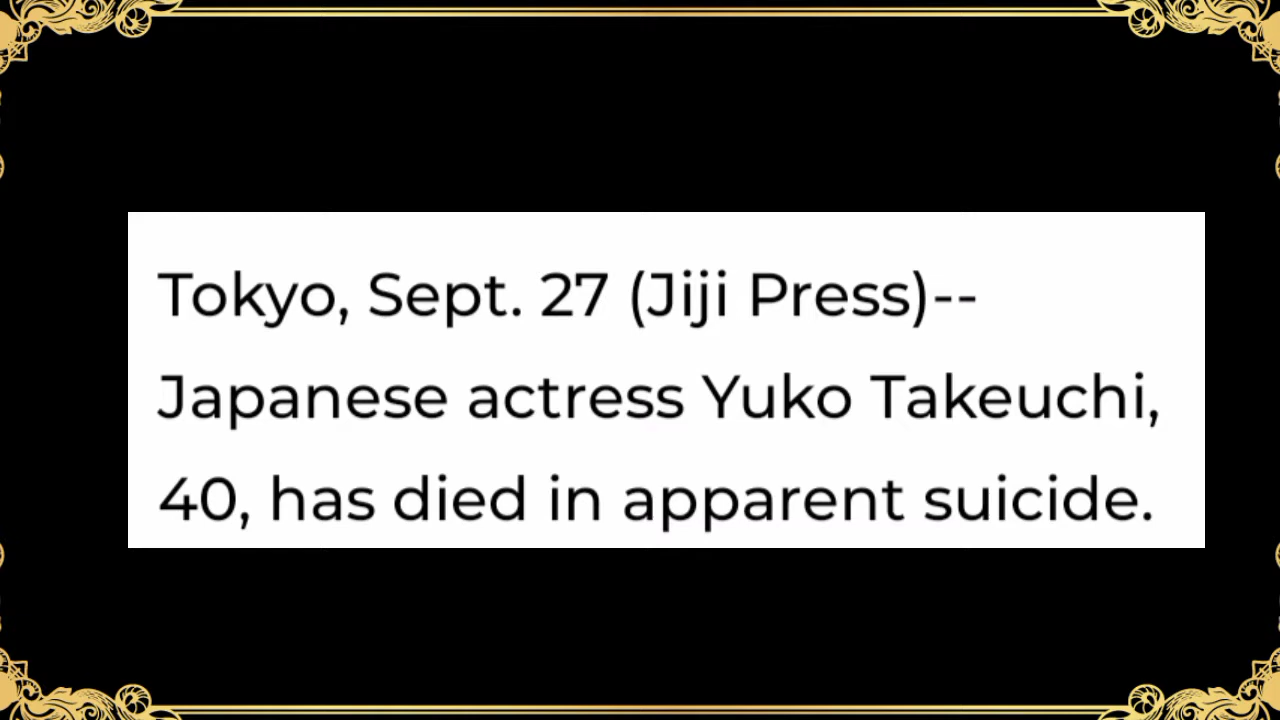 Tokyo, Sept. 27 (Jiji Press)--
Japanese actress Yuko Takeuchi,
40, has died in apparent suicide.